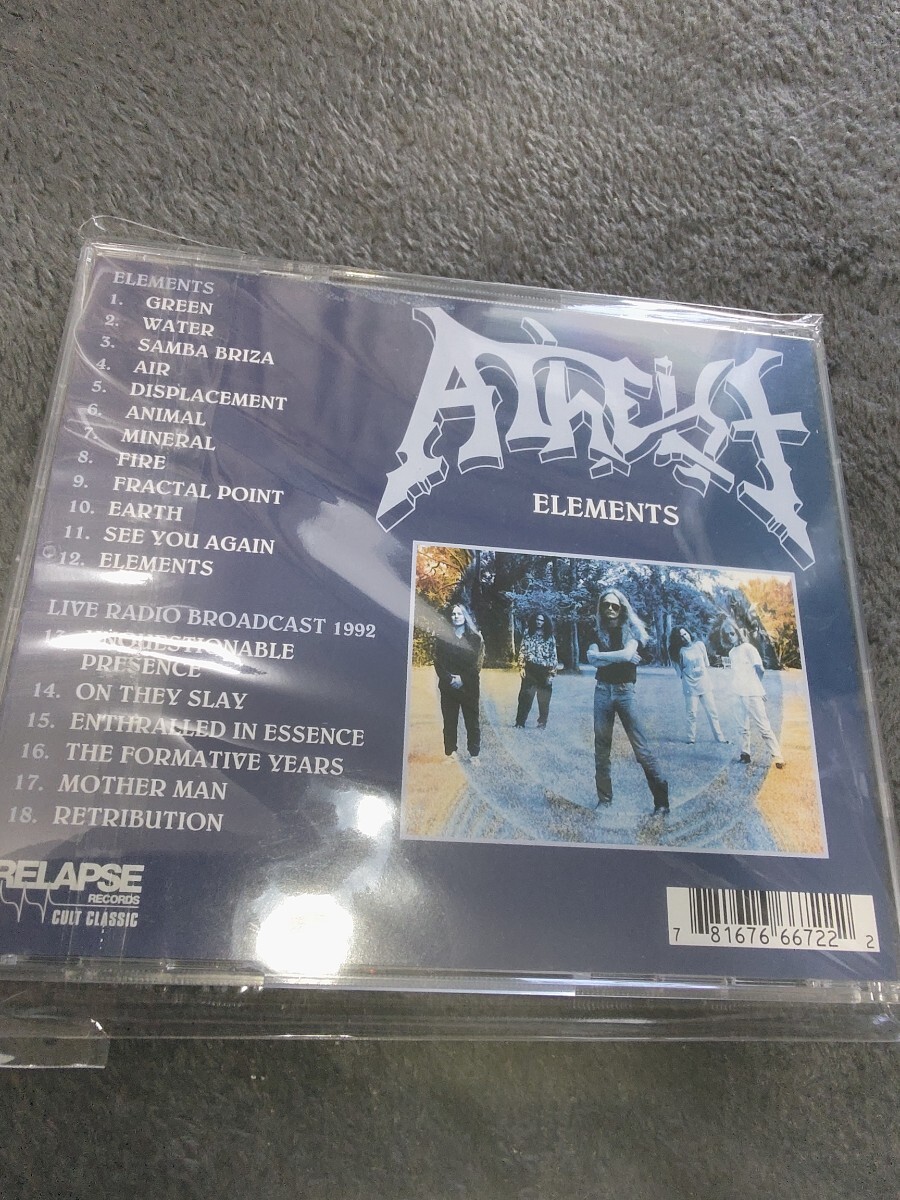 ELEMENTS
1. GREEN
2. WATER
3. SAMBA BRIZA
4. AIR
5. DISPLACEMENT
6. ANIMAL
7. MINERAL
8. FIRE
9. FRACTAL POINT
10. EARTH
11. SEE YOU AGAIN
12. ELEMENTS
LIVE RADIO BROADCAST 1992
13. UNQUESTIONABLE
PRESENCE
14. ON THEY SLAY
15. ENTHRALLED IN ESSENCE
16. THE FORMATIVE YEARS
17. MOTHER MAN
18. RETRIBUTION
RELAPSE
RECORDS
CULT CLASSIC
ATHEIST
ELEMENTS
7 81676 66722 2